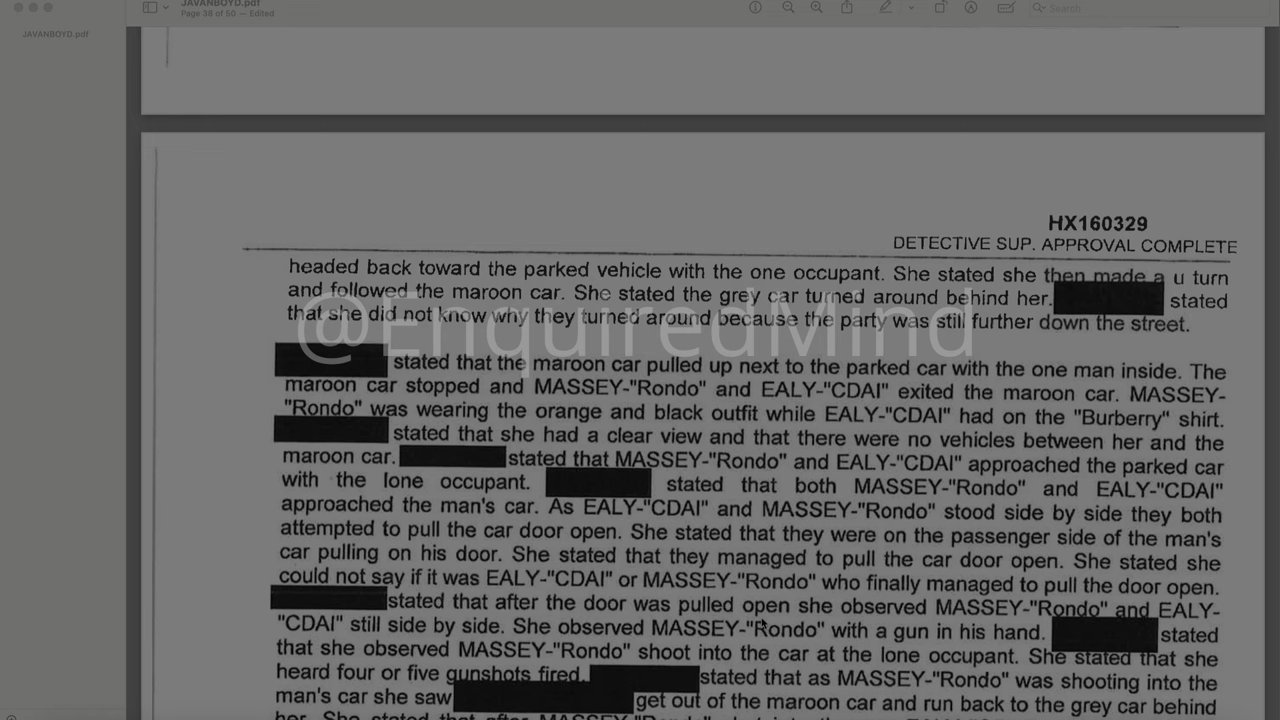 JAVANBOYD.pdf
Page 38 of 50 — Edited
Search
JAVANBOYD.pdf
HX160329
DETECTIVE SUP. APPROVAL COMPLETE
headed back toward the parked vehicle with the one occupant. She stated she then made a u turn
and followed the maroon car. She stated the grey car turned around behind her. stated
that she did not know why they turned around because the party was still further down the street.
@EnquiredMind
stated that the maroon car pulled up next to the parked car with the one man inside. The
maroon car stopped and MASSEY-"Rondo" and EALY-"CDAI" exited the maroon car. MASSEY-
"Rondo" was wearing the orange and black outfit while EALY-"CDAI" had on the "Burberry" shirt.
stated that she had a clear view and that there were no vehicles between her and the
maroon car. stated that MASSEY-"Rondo" and EALY-"CDAI" approached the parked car
with the lone occupant. stated that both MASSEY-"Rondo" and EALY-"CDAI"
approached the man's car. As EALY-"CDAI" and MASSEY-"Rondo" stood side by side they both
attempted to pull the car door open. She stated that they were on the passenger side of the man's
car pulling on his door. She stated that they managed to pull the car door open. She stated she
could not say if it was EALY-"CDAI" or MASSEY-"Rondo" who finally managed to pull the door open.
stated that after the door was pulled open she observed MASSEY-"Rondo" and EALY-
"CDAI" still side by side. She observed MASSEY-"Rondo" with a gun in his hand. stated
that she observed MASSEY-"Rondo" shoot into the car at the lone occupant. She stated that she
heard four or five gunshots fired. stated that as MASSEY-"Rondo" was shooting into the
man's car she saw get out of the maroon car and run back to the grey car behind
her. She stated that after MASSEY-"Rondo"